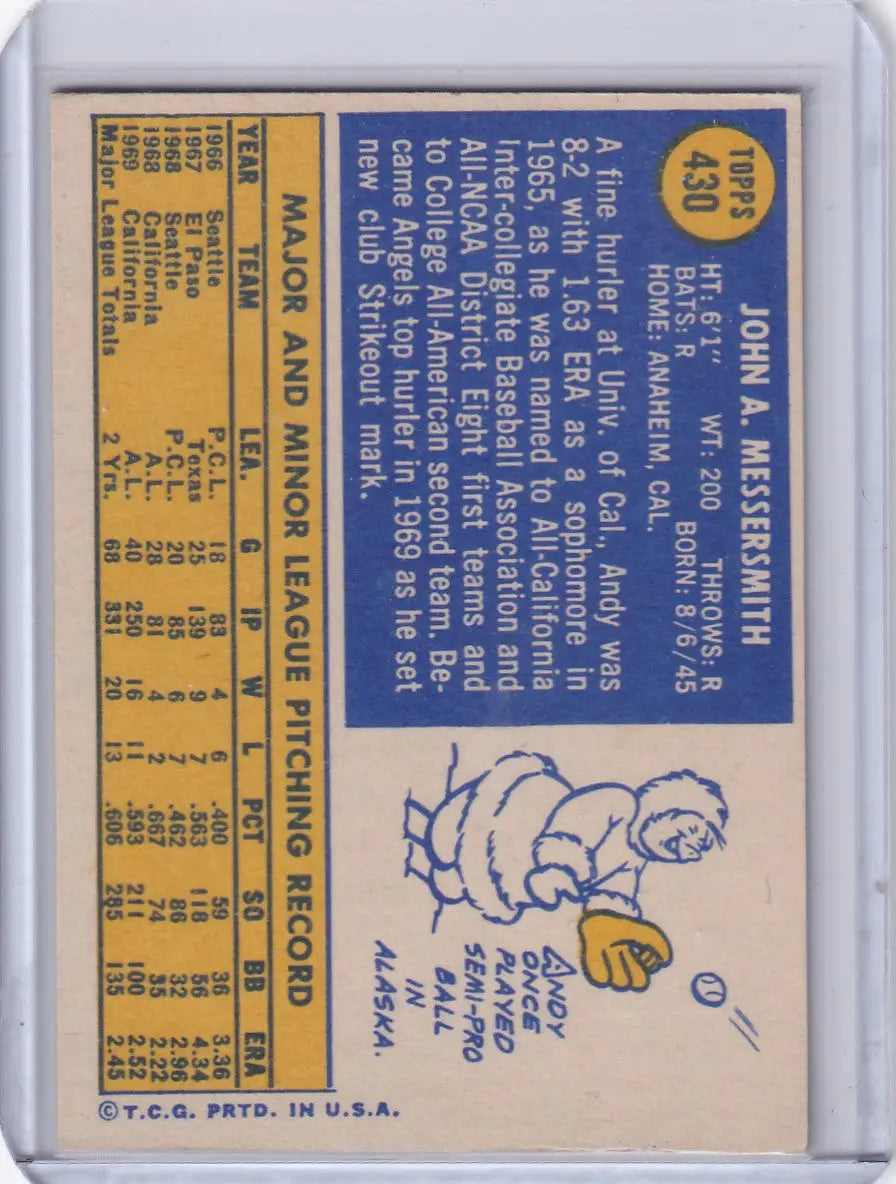 TOPPS
430
JOHN A. MESSERSMITH
HT: 6'1" WT: 200 THROWS: R
BATS: R BORN: 8/6/45
HOME: ANAHEIM, CAL.
A fine hurler at Univ. of Cal., Andy was
8-2 with 1.63 ERA as a sophomore in
1965, as he was named to All-California
Inter-collegiate Baseball Association and
All-NCAA District Eight first teams and
to College All-American second team. Be-
came Angels top hurler in 1969 as he set
new club Strikeout mark.
ANDY
ONCE
PLAYED
SEMI-PRO
BALL
IN
ALASKA.
MAJOR AND MINOR LEAGUE PITCHING RECORD
YEAR TEAM LEA. G IP W L PCT SO BB ERA
1966 Seattle P.C.L. 18 83 4 6 .400 59 36 3.36
1967 El Paso Texas 25 139 9 7 .563 118 56 4.34
1968 Seattle P.C.L. 20 85 6 7 .462 86 32 2.96
1968 California A.L. 28 81 4 2 .667 74 35 2.22
1969 California A.L. 40 250 16 11 .593 211 100 2.52
Major League Totals 2 Yrs. 68 331 20 13 .606 285 135 2.45
©T.C.G. PRTD. IN U.S.A.